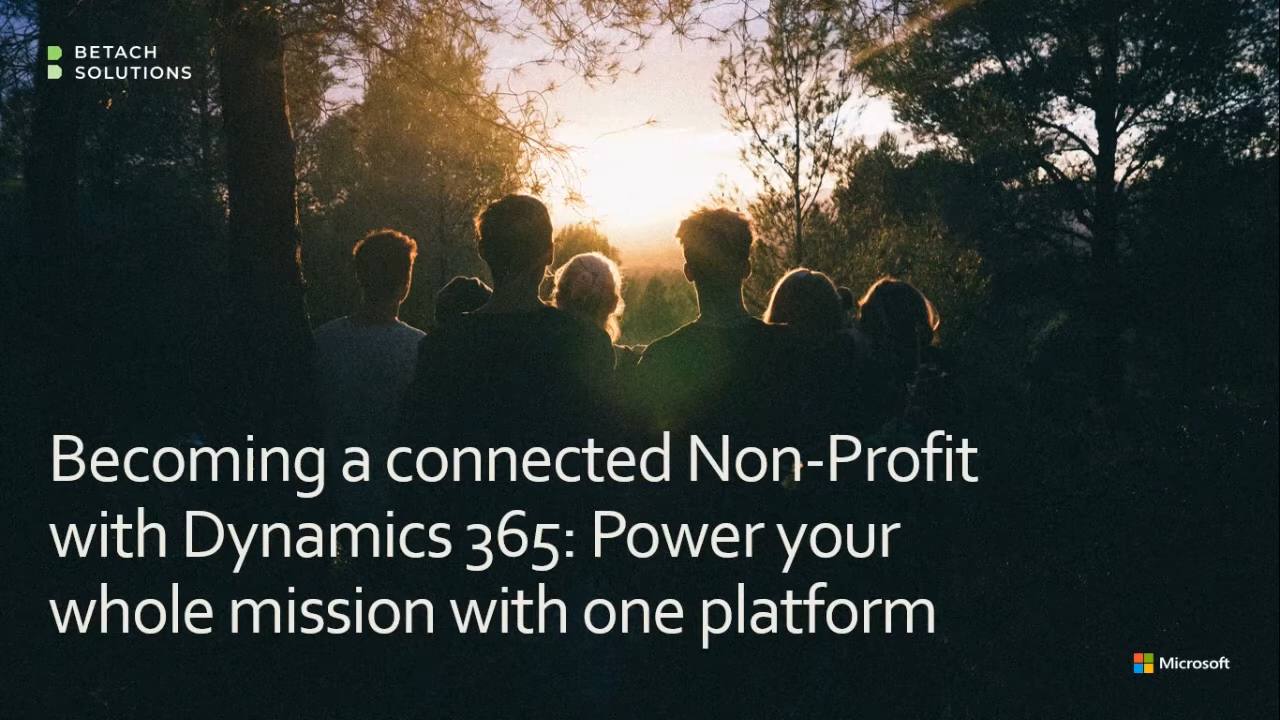 BETACH
SOLUTIONS
Becoming a connected Non-Profit
with Dynamics 365: Power your
whole mission with one platform
Microsoft